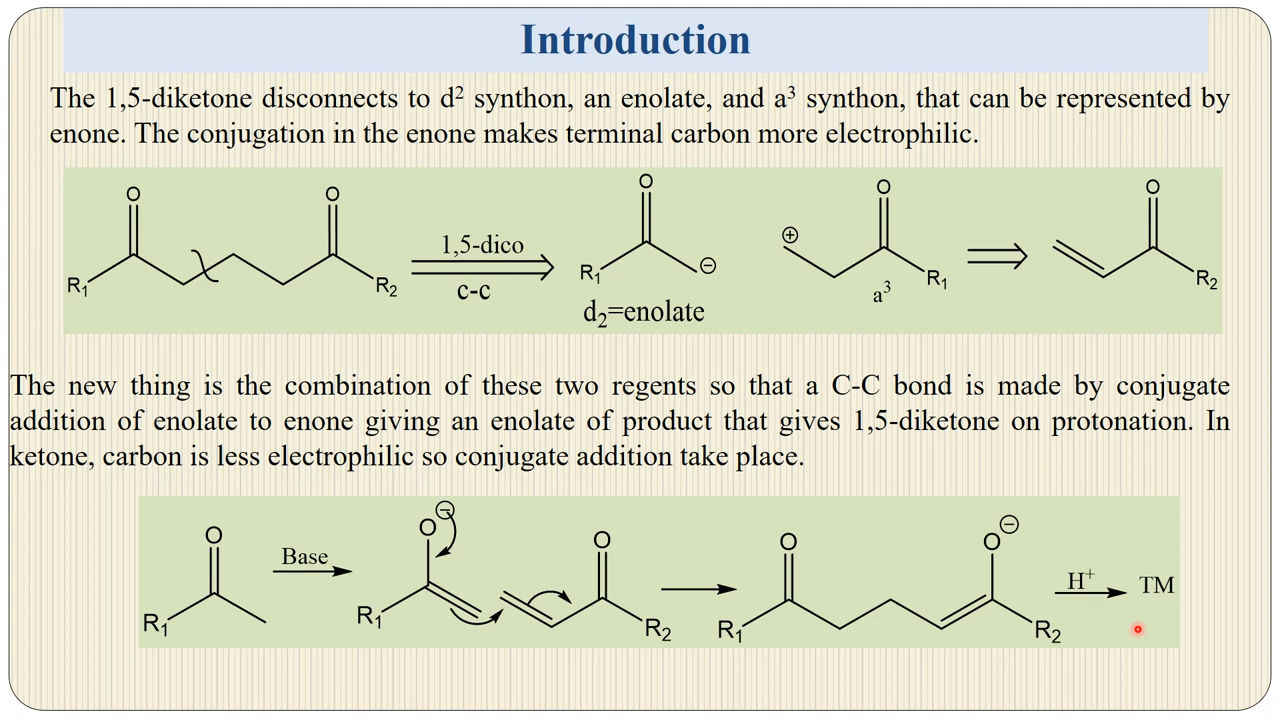 Introduction
The 1,5-diketone disconnects to d² synthon, an enolate, and a³ synthon, that can be represented by
enone. The conjugation in the enone makes terminal carbon more electrophilic.
O O O O O
1,5-dico
c-c
R₁ R₂ R₁ ⊖ ⊕ R₁ R₂
d₂=enolate a³
The new thing is the combination of these two regents so that a C-C bond is made by conjugate
addition of enolate to enone giving an enolate of product that gives 1,5-diketone on protonation. In
ketone, carbon is less electrophilic so conjugate addition take place.
O Base O ⊖ O O O ⊖ H⁺ TM
R₁ R₁ R₂ R₁ R₂